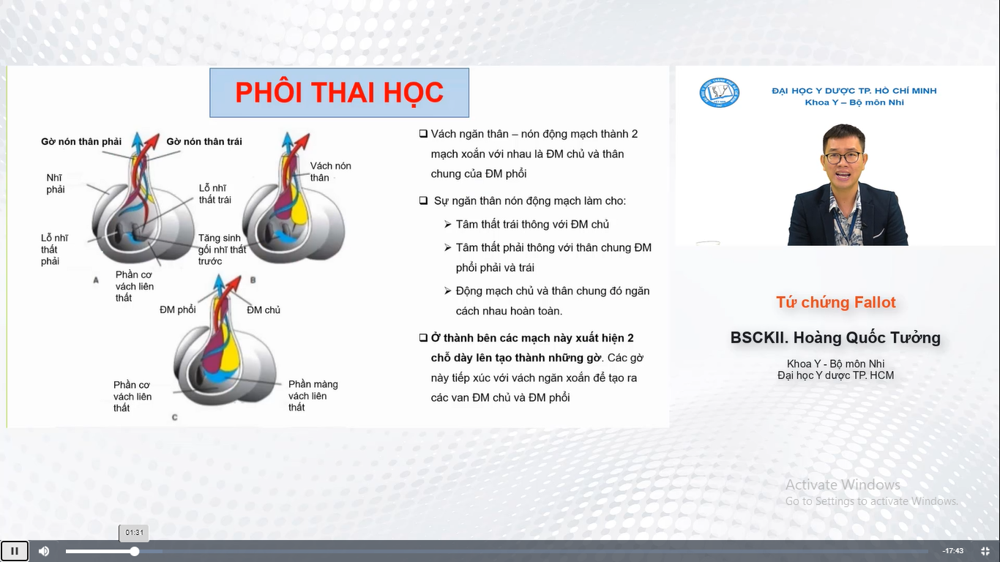 PHÔI THAI HỌC
Gờ nón thân phải
Gờ nón thân trái
Nhĩ
phải
Lỗ nhĩ
thất trái
Lỗ nhĩ
thất
phải
Tăng sinh
gối nhĩ thất
trước
Phần cơ
vách liên
thất
A
Vách nón
thân
B
ĐM phổi
ĐM chủ
Phần cơ
vách liên
thất
Phần màng
vách liên
thất
C
Vách ngăn thân – nón động mạch thành 2
mạch xoắn với nhau là ĐM chủ và thân
chung của ĐM phổi
Sự ngăn thân nón động mạch làm cho:
Tâm thất trái thông với ĐM chủ
Tâm thất phải thông với thân chung ĐM
phổi phải và trái
Động mạch chủ và thân chung đó ngăn
cách nhau hoàn toàn.
Ở thành bên các mạch này xuất hiện 2
chỗ dày lên tạo thành những gờ. Các gờ
này tiếp xúc với vách ngăn xoắn để tạo ra
các van ĐM chủ và ĐM phổi
ĐẠI HỌC Y DƯỢC TP. HỒ CHÍ MINH
Khoa Y – Bộ môn Nhi
Tứ chứng Fallot
BSCKII. Hoàng Quốc Tưởng
Khoa Y - Bộ môn Nhi
Đại học Y dược TP. HCM
Activate Windows
Go to Settings to activate Windows.
01:31
-17:43